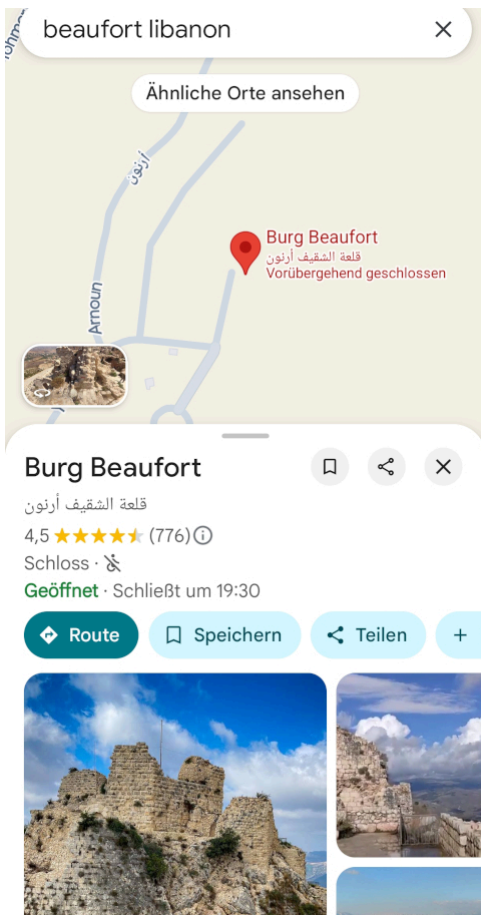 beaufort libanon
Ähnliche Orte ansehen
أرنون
Burg Beaufort
قلعة الشقيف أرنون
Vorübergehend geschlossen
Arnoun
Burg Beaufort
قلعة الشقيف أرنون
4,5 (776)
Schloss ·
Geöffnet · Schließt um 19:30
Route
Speichern
Teilen
+